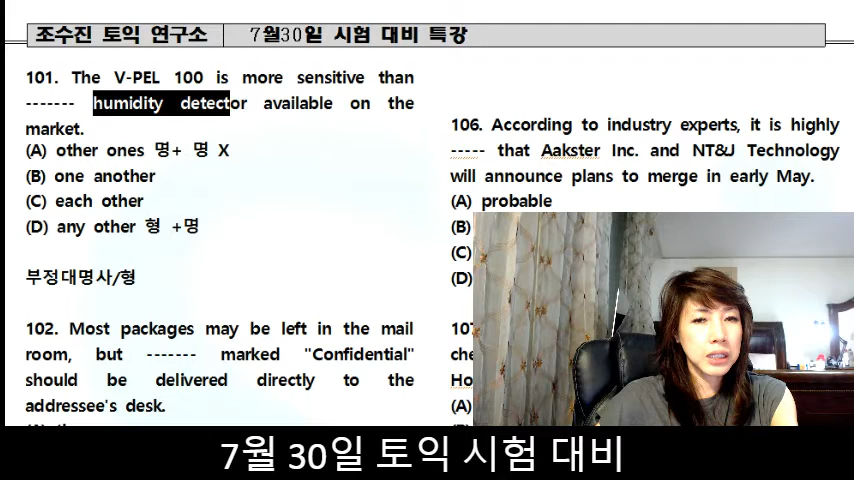 조수진 토익 연구소 7월30일 시험 대비 특강
101. The V-PEL 100 is more sensitive than
------- humidity detector available on the
market.
(A) other ones 명+ 명 X
(B) one another
(C) each other
(D) any other 형 +명
부정대명사/형
102. Most packages may be left in the mail
room, but ------- marked "Confidential"
should be delivered directly to the
addressee's desk.
106. According to industry experts, it is highly
----- that Aakster Inc. and NT&J Technology
will announce plans to merge in early May.
(A) probable
(B)
(C)
(D)
107
che
Ho
(A)
7월 30일 토익 시험 대비